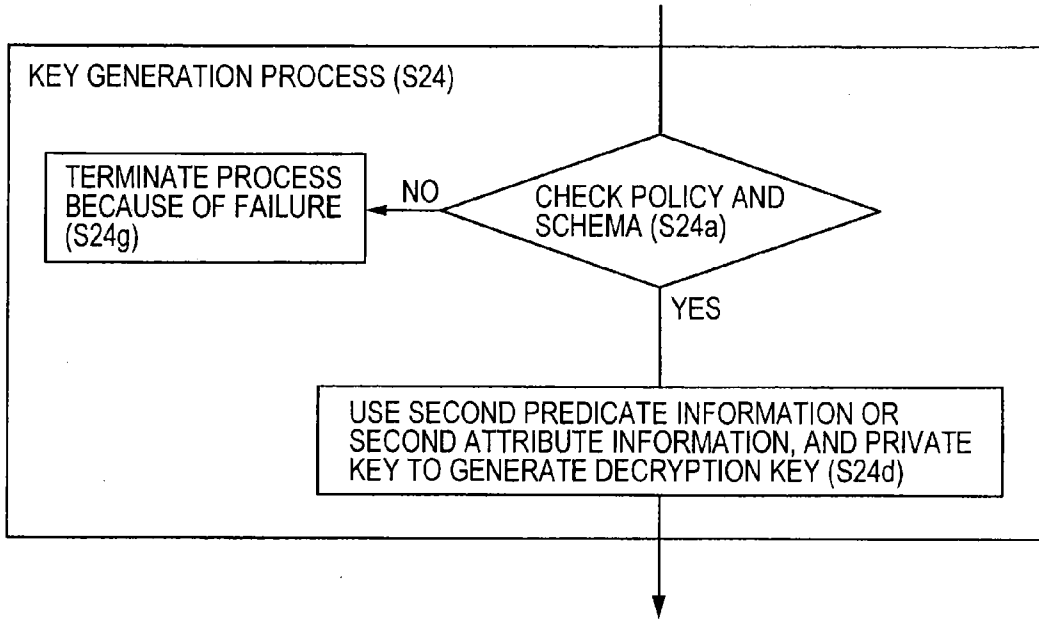 KEY GENERATION PROCESS (S24)
TERMINATE PROCESS
BECAUSE OF FAILURE
(S24g)
NO
CHECK POLICY AND
SCHEMA (S24a)
YES
USE SECOND PREDICATE INFORMATION OR
SECOND ATTRIBUTE INFORMATION, AND PRIVATE
KEY TO GENERATE DECRYPTION KEY (S24d)